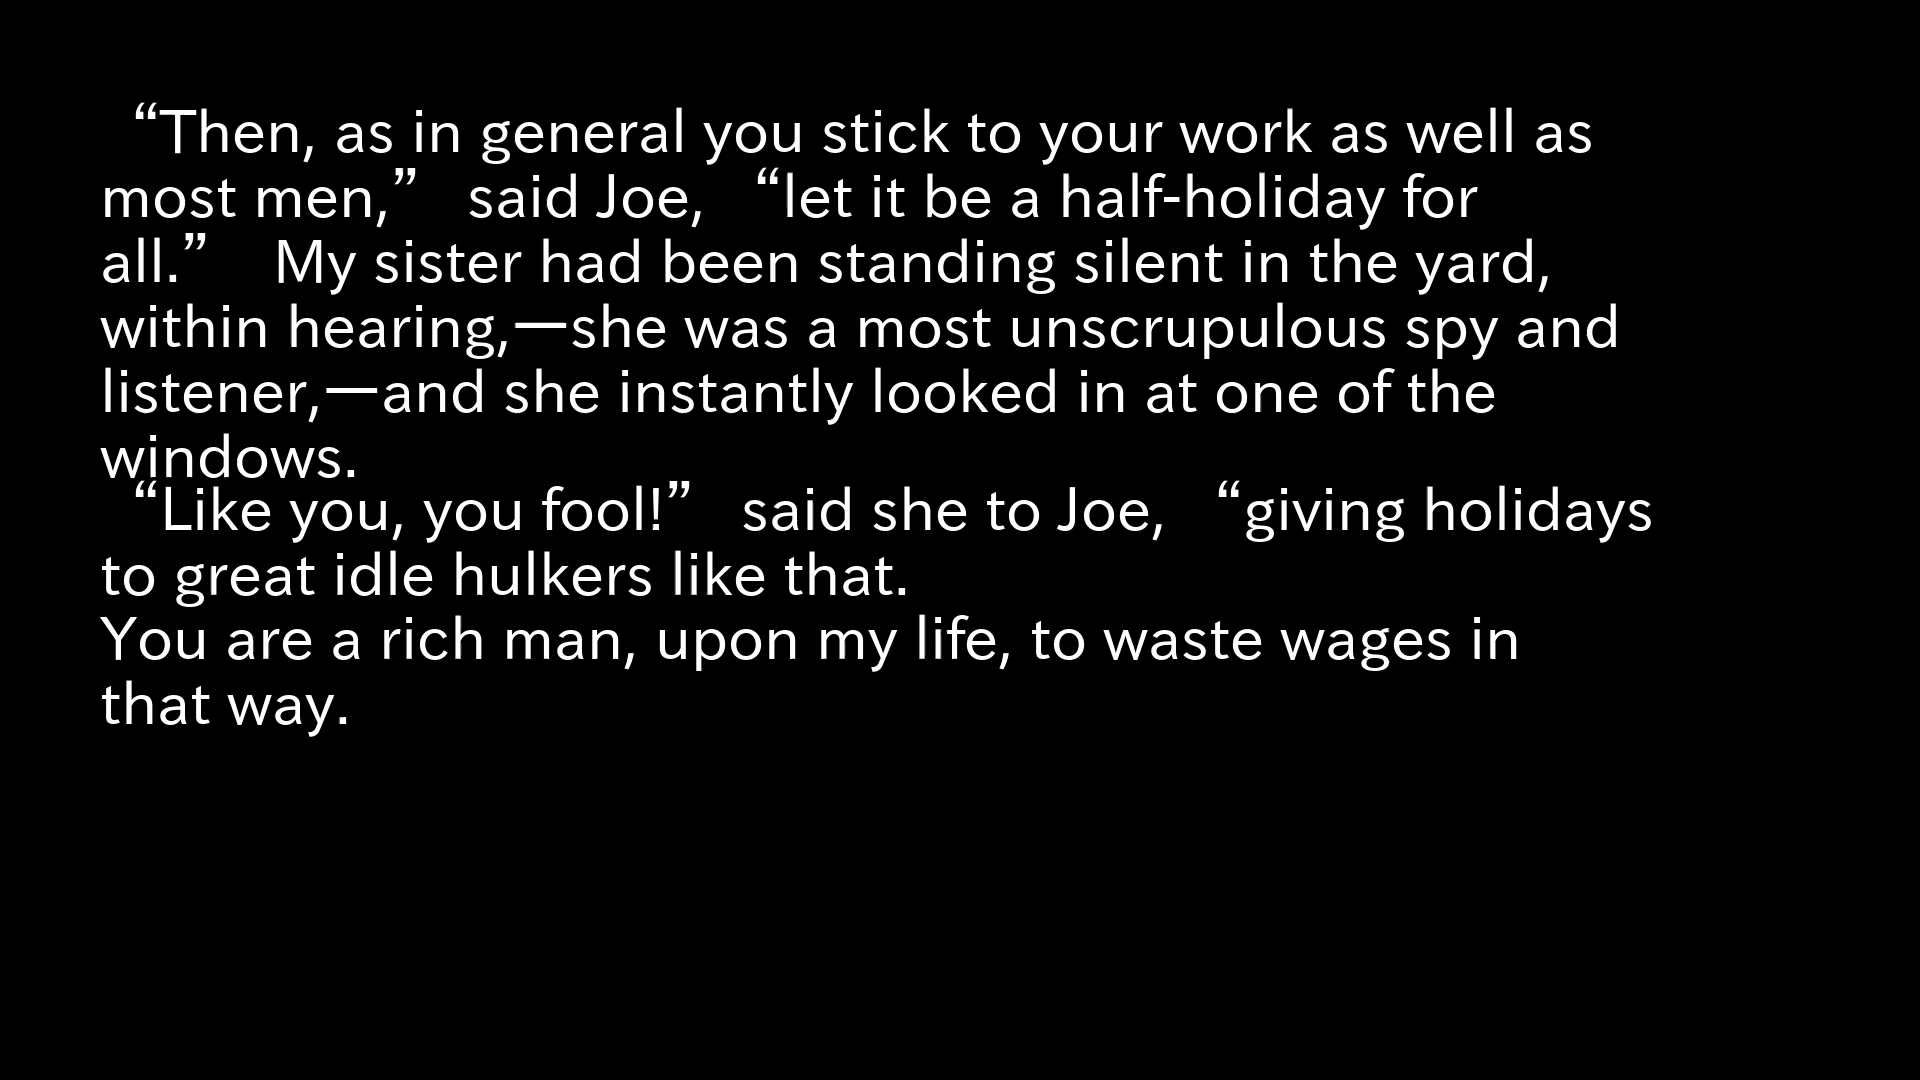 “Then, as in general you stick to your work as well as
most men,” said Joe, “let it be a half-holiday for
all.” My sister had been standing silent in the yard,
within hearing,—she was a most unscrupulous spy and
listener,—and she instantly looked in at one of the
windows.
“Like you, you fool!” said she to Joe, “giving holidays
to great idle hulkers like that.
You are a rich man, upon my life, to waste wages in
that way.